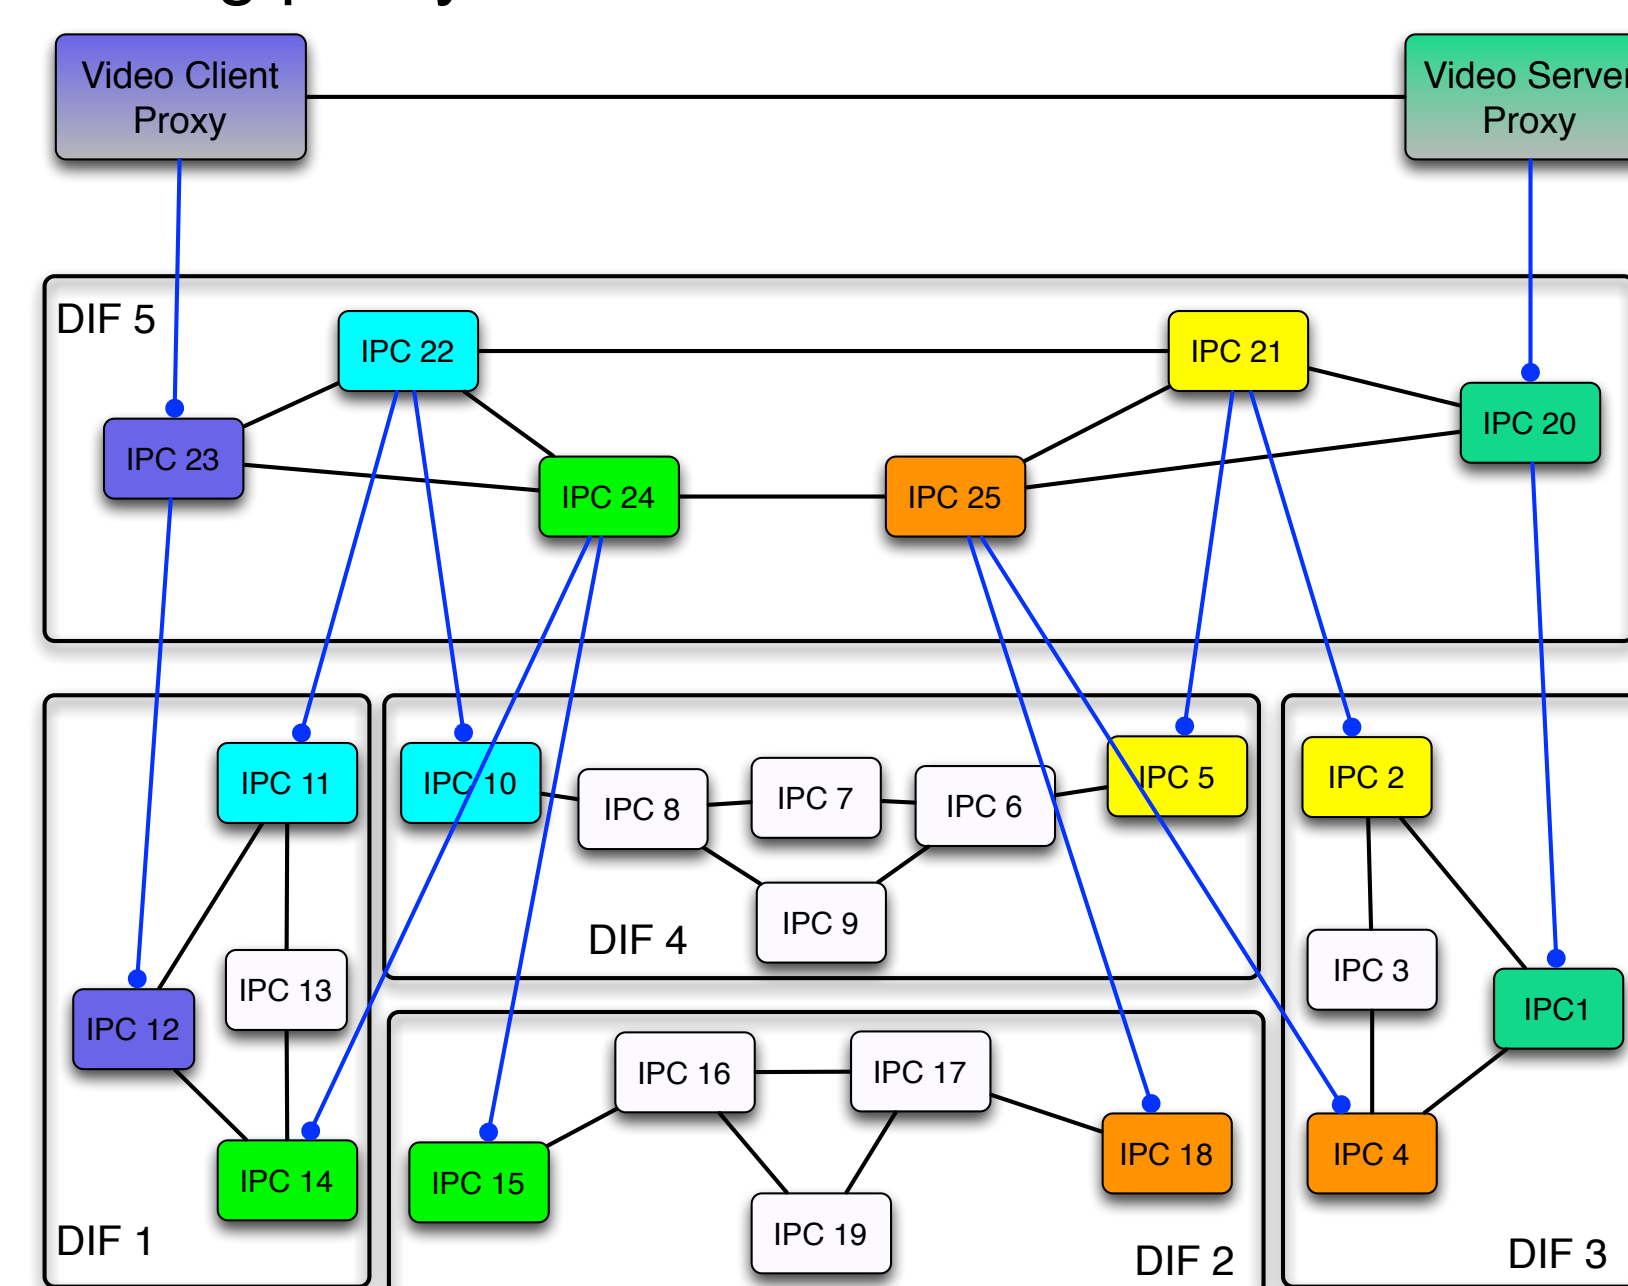 Video Client
Proxy
Video Server
Proxy
DIF 5
IPC 22
IPC 21
IPC 20
IPC 23
IPC 24
IPC 25
IPC 11
IPC 10
IPC 8
IPC 7
IPC 6
IPC 5
IPC 2
IPC 9
DIF 4
IPC 13
IPC 3
IPC 12
IPC1
IPC 16
IPC 17
IPC 14
IPC 15
IPC 18
IPC 4
IPC 19
DIF 1
DIF 2
DIF 3